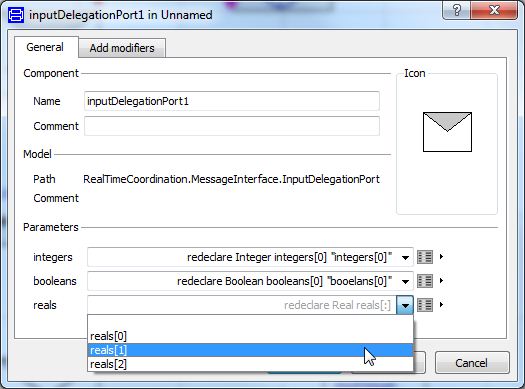 inputDelegationPort1 in Unnamed
?
General
Add modifiers
Component
Icon
Name
inputDelegationPort1
Comment
Model
Path
RealTimeCoordination.MessageInterface.InputDelegationPort
Comment
Parameters
integers
redeclare Integer integers[0] "integers[0]"
booleans
redeclare Boolean booleans[0] "booelans[0]"
reals
redeclare Real reals[:]
reals[0]
reals[1]
reals[2]
Cancel